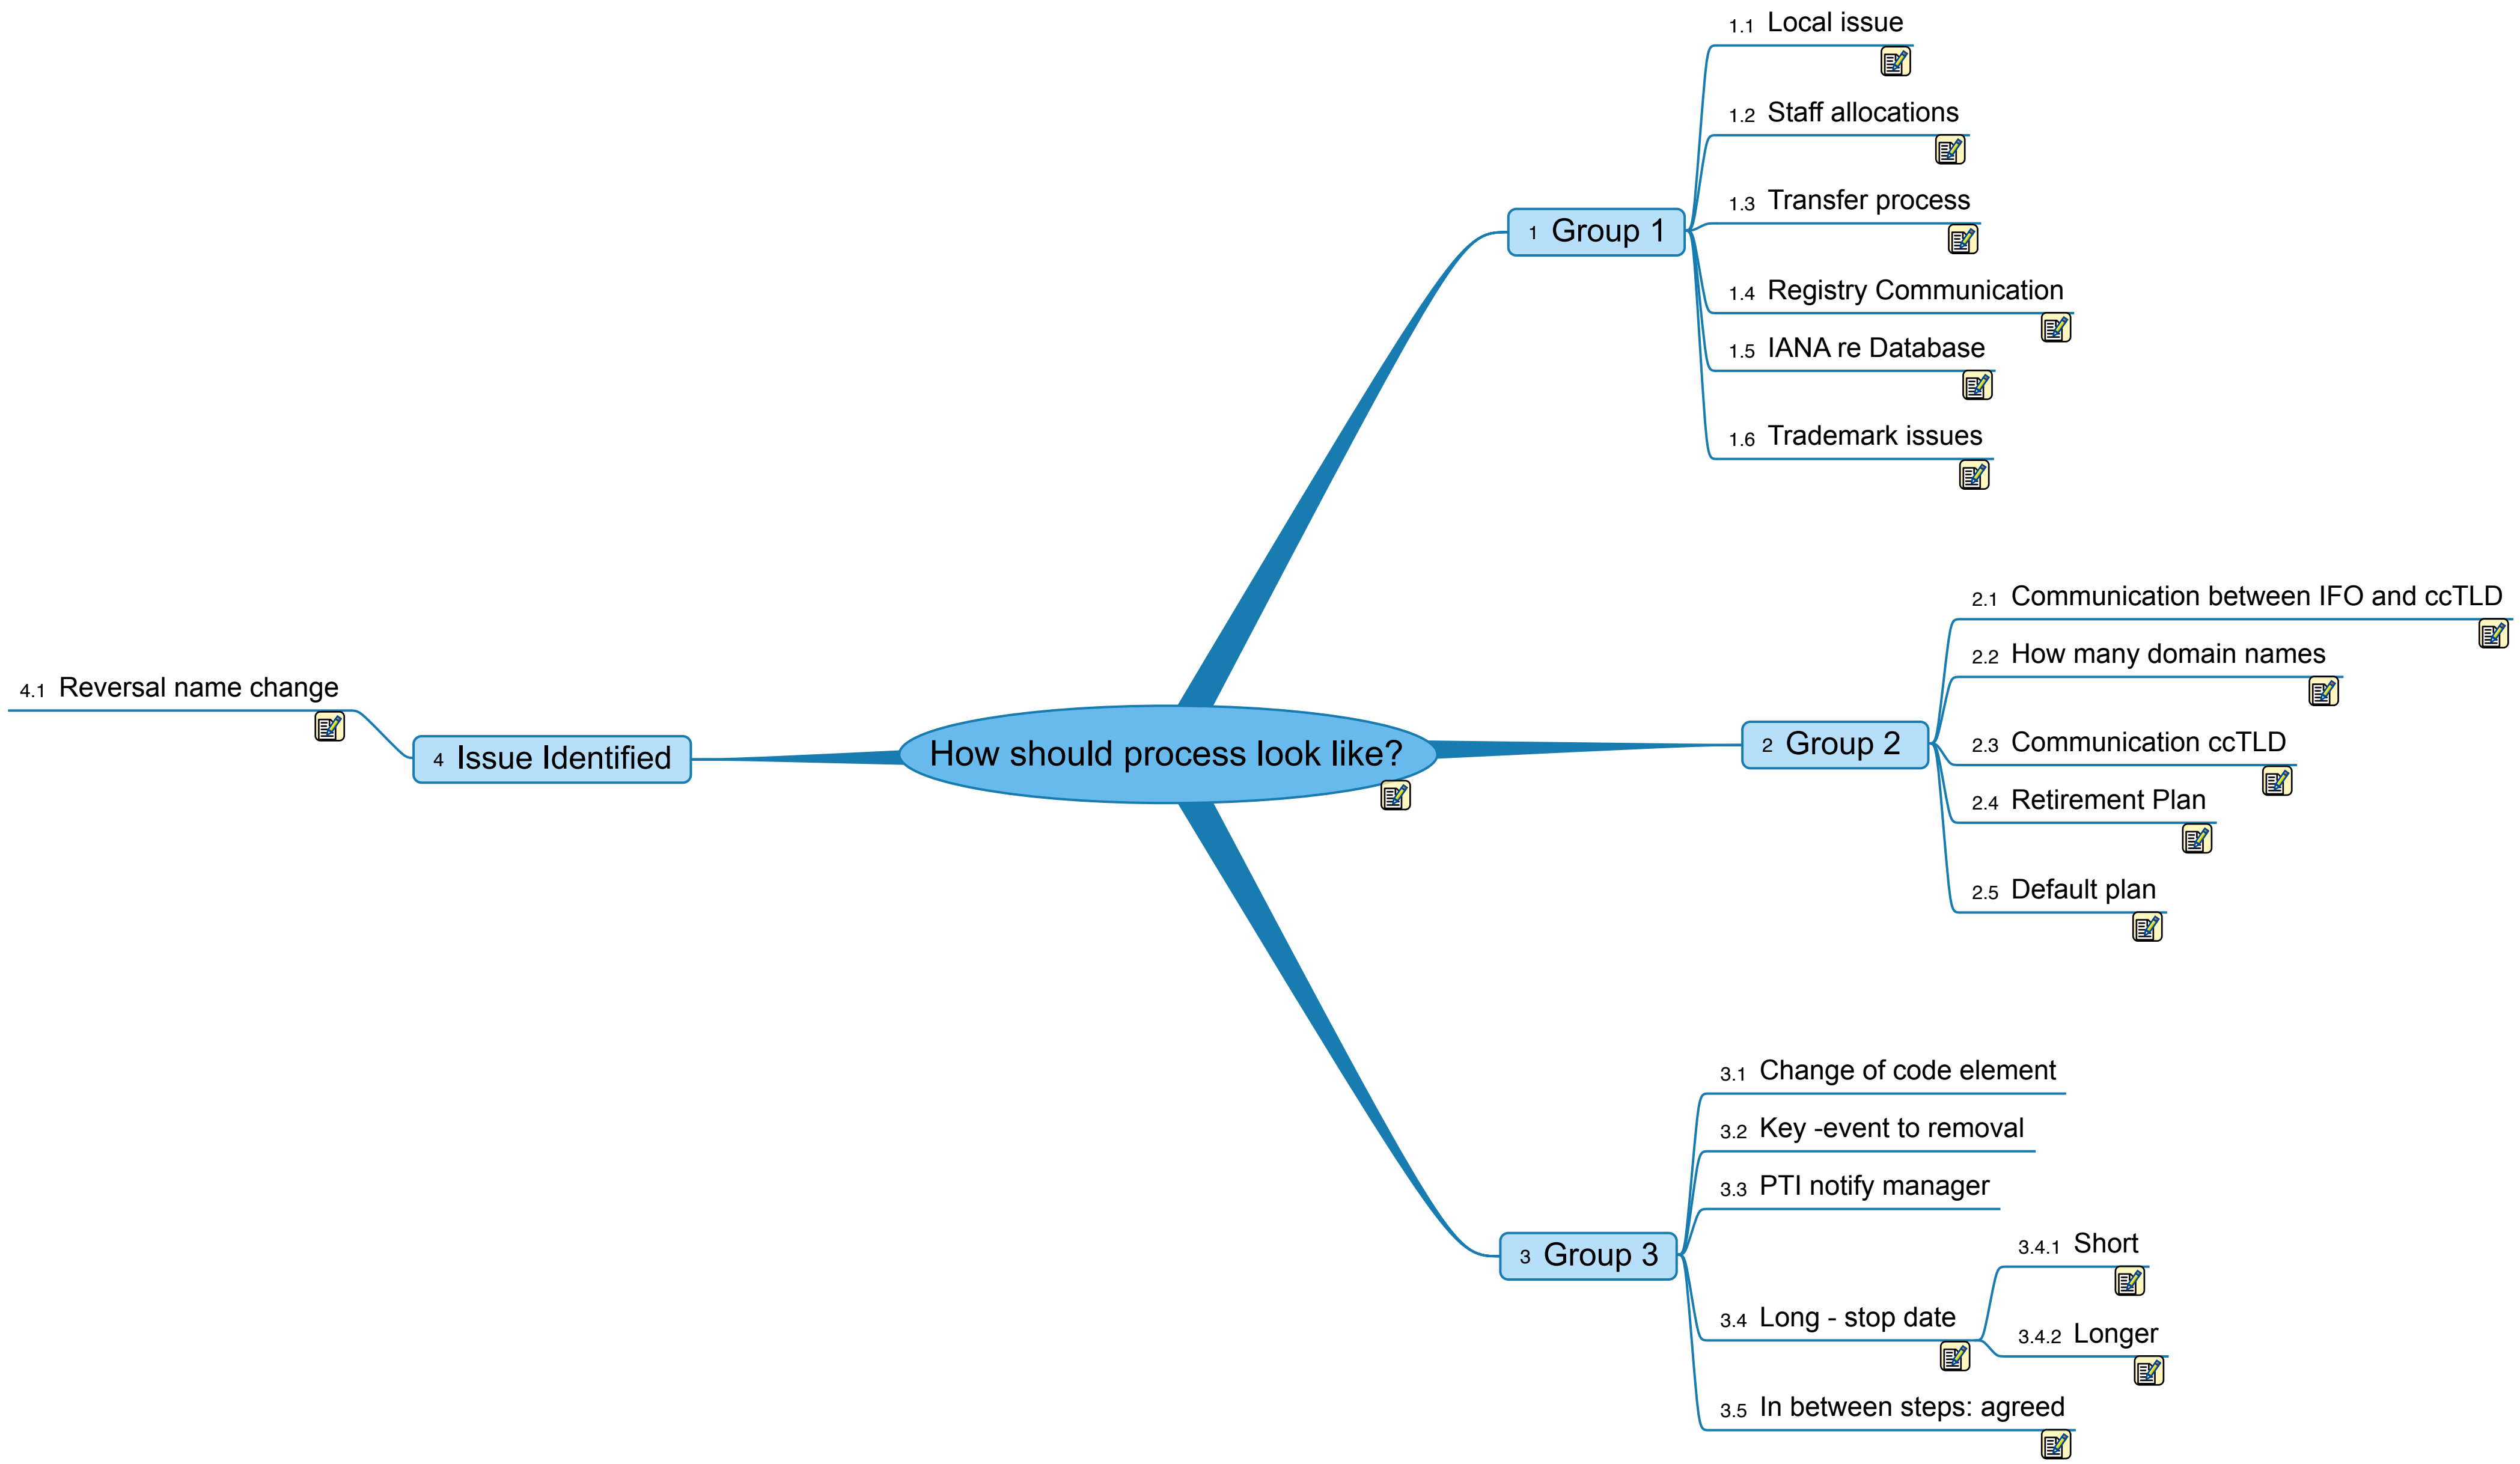 How should process look like?
1 Group 1
1.1 Local issue
1.2 Staff allocations
1.3 Transfer process
1.4 Registry Communication
1.5 IANA re Database
1.6 Trademark issues
2 Group 2
2.1 Communication between IFO and ccTLD
2.2 How many domain names
2.3 Communication ccTLD
2.4 Retirement Plan
2.5 Default plan
3 Group 3
3.1 Change of code element
3.2 Key -event to removal
3.3 PTI notify manager
3.4 Long - stop date
3.4.1 Short
3.4.2 Longer
3.5 In between steps: agreed
4 Issue Identified
4.1 Reversal name change